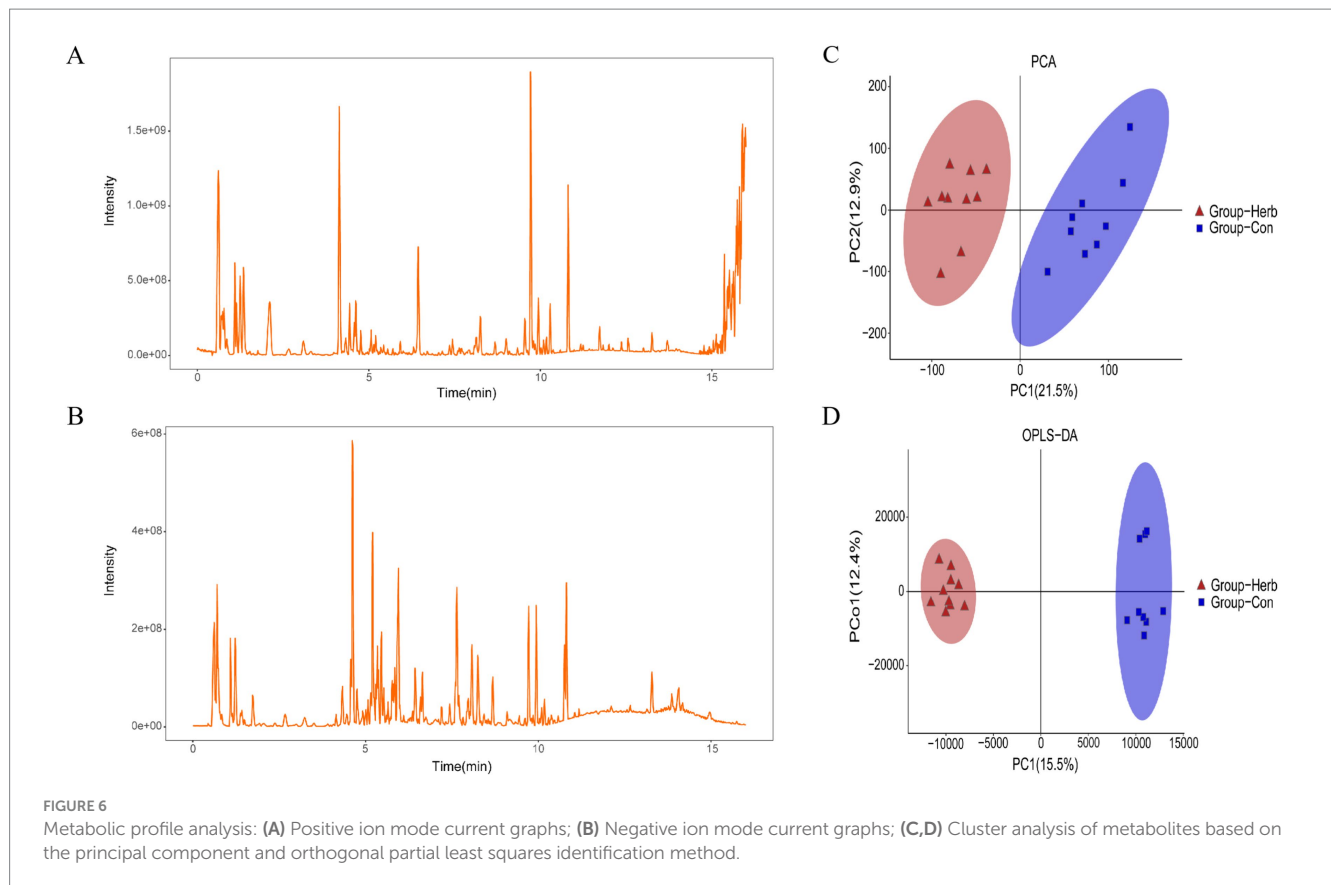 A
1.5e+09
1.0e+09
5.0e+08
0.0e+00
Intensity
0
5
10
15
Time(min)
B
6e+08
4e+08
2e+08
0e+00
Intensity
0
5
10
15
Time(min)
C
PCA
200
100
0
−100
−200
PC2(12.9%)
−100
0
100
PC1(21.5%)
Group−Herb
Group−Con
D
OPLS−DA
20000
0
−20000
PCo1(12.4%)
−10000
−5000
0
5000
10000
15000
PC1(15.5%)
Group−Herb
Group−Con
FIGURE 6
Metabolic profile analysis: (A) Positive ion mode current graphs; (B) Negative ion mode current graphs; (C,D) Cluster analysis of metabolites based on
the principal component and orthogonal partial least squares identification method.